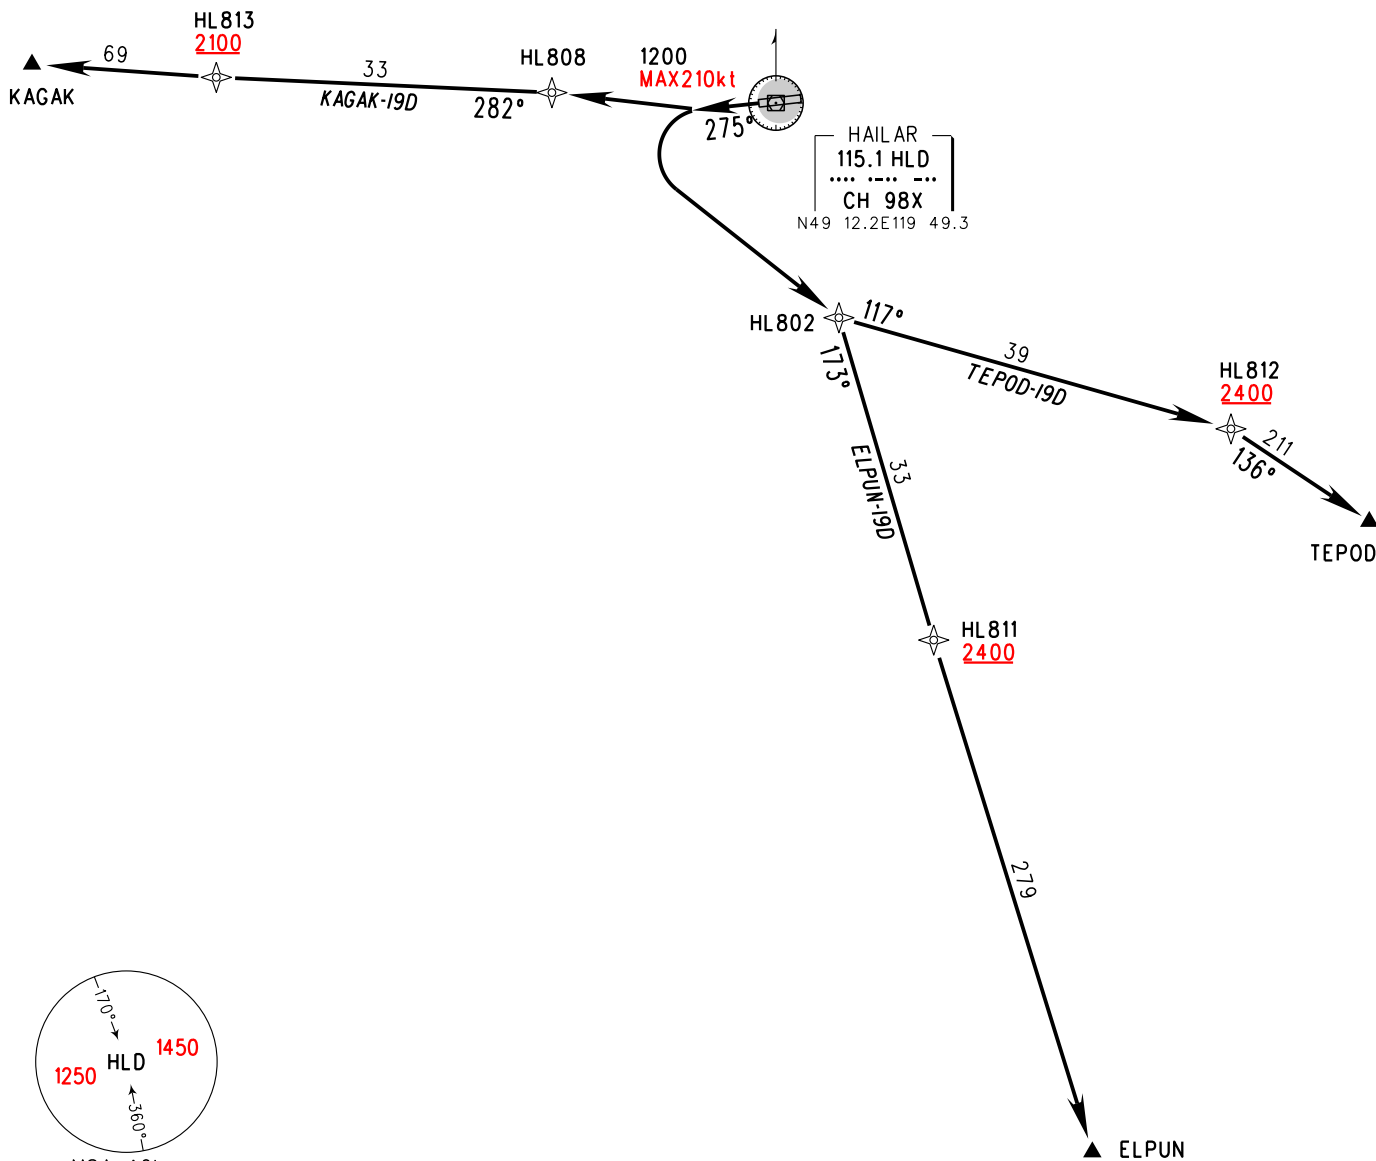 HL813
2100
69
KAGAK
33
KAGAK-19D
HL808
282°
1200
MAX210kt
275°
HAILAR
115.1 HLD
CH 98X
N49 12.2E119 49.3
HL802
117°
173°
39
TEPOD-19D
HL812
2400
211
136°
TEPOD
33
ELPUN-19D
HL811
2400
279
ELPUN
170°
HLD
1450
1250
360°